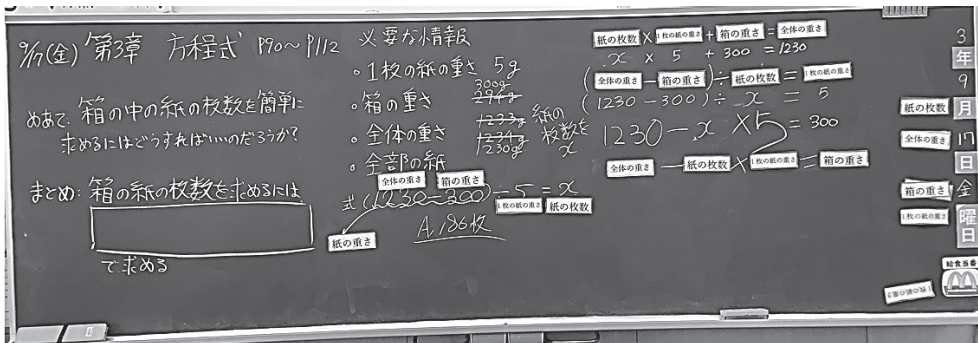 9/17(金) 第3章 方程式 P90~P112
めあて: 箱の中の紙の枚数を簡単に
求めるにはどうすればいいのだろうか?
まとめ: 箱の紙の枚数を求めるには
で求める
必要な情報
・1枚の紙の重さ 5g
300g
・箱の重さ 294g
・全体の重さ 1233g
1234g
1230g
・全部の紙
紙の
枚数を
x
全体の重さ 箱の重さ
式 (1230-300)÷5=x
1枚の紙の重さ 紙の枚数
紙の重さ
A. 186枚
紙の枚数×1枚の紙の重さ+箱の重さ=全体の重さ
x × 5 + 300 = 1230
(全体の重さ-箱の重さ)÷紙の枚数=1枚の紙の重さ
(1230-300)÷x=5
1230-x×5=300
全体の重さ-紙の枚数×1枚の紙の重さ=箱の重さ
3
年
9
月
17
日
金
曜
日
紙の枚数
全体の重さ
箱の重さ
1枚の紙の重さ
給食当番
1枚の紙の重さ